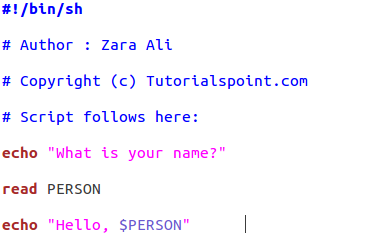 #!/bin/sh
# Author : Zara Ali
# Copyright (c) Tutorialspoint.com
# Script follows here:
echo "What is your name?"
read PERSON
echo "Hello, $PERSON"